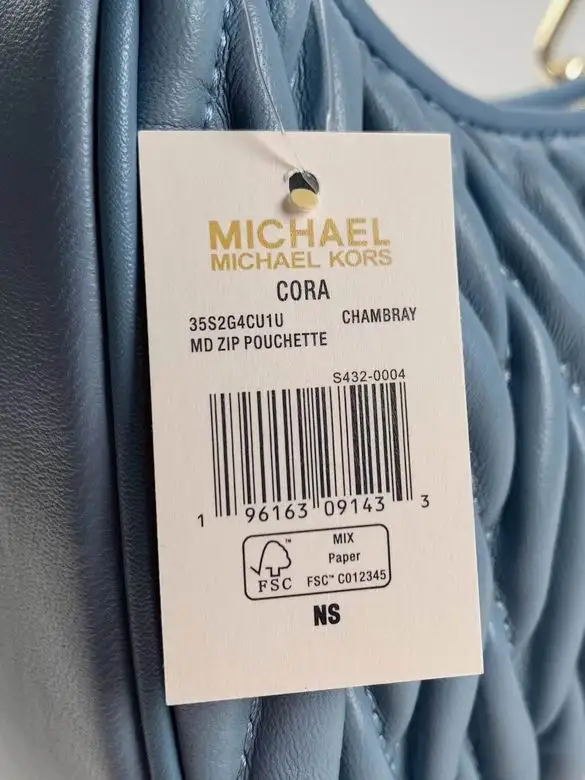 MICHAEL
MICHAEL KORS
CORA
35S2G4CU1U CHAMBRAY
MD ZIP POUCHETTE
S432-0004
1 96163 09143 3
FSC™
MIX
Paper
FSC™ C012345
NS